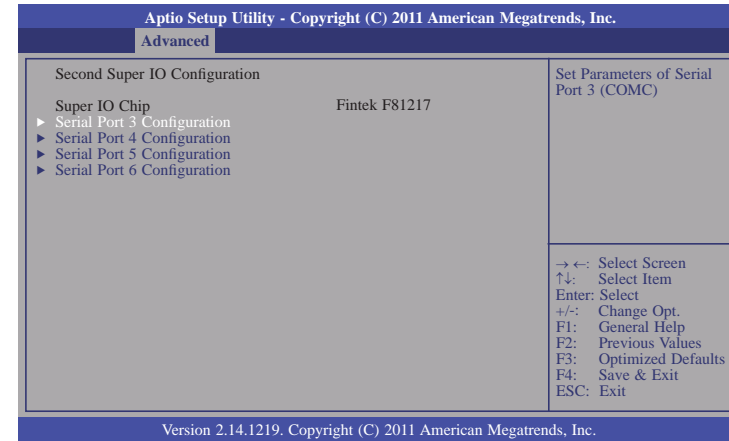 Aptio Setup Utility - Copyright (C) 2011 American Megatrends, Inc.
Advanced
Second Super IO Configuration
Super IO Chip Fintek F81217
► Serial Port 3 Configuration
► Serial Port 4 Configuration
► Serial Port 5 Configuration
► Serial Port 6 Configuration
Set Parameters of Serial
Port 3 (COMC)
→ ←: Select Screen
↑↓: Select Item
Enter: Select
+/-: Change Opt.
F1: General Help
F2: Previous Values
F3: Optimized Defaults
F4: Save & Exit
ESC: Exit
Version 2.14.1219. Copyright (C) 2011 American Megatrends, Inc.